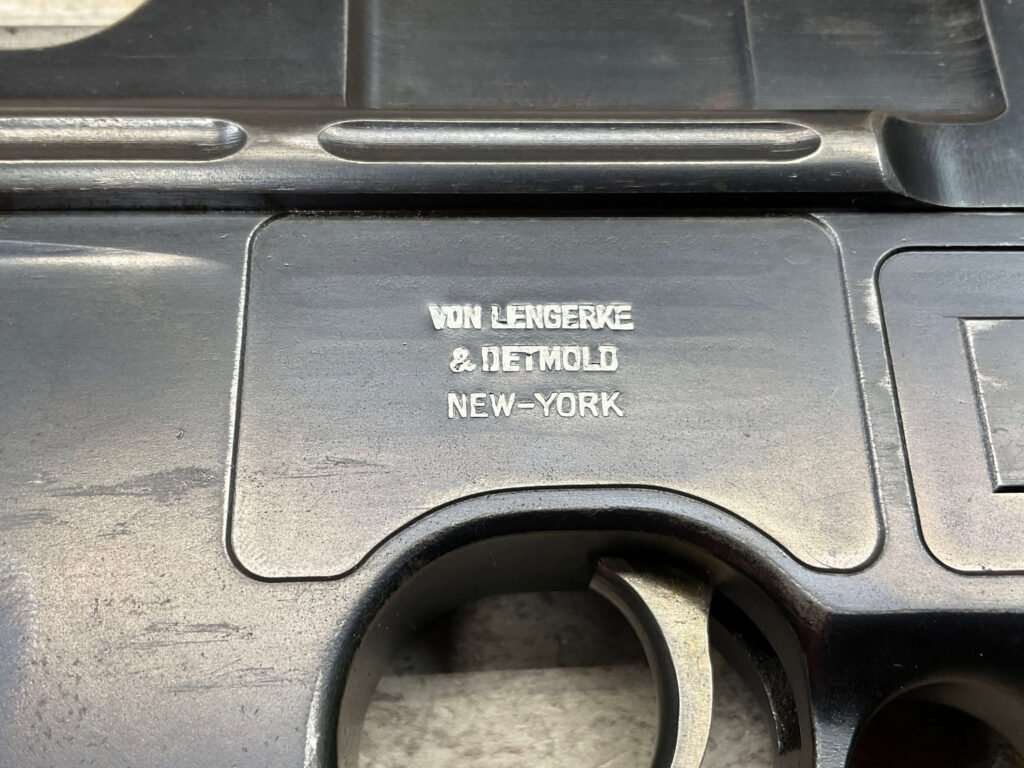 VON LENGERKE
& DETMOLD
NEW-YORK